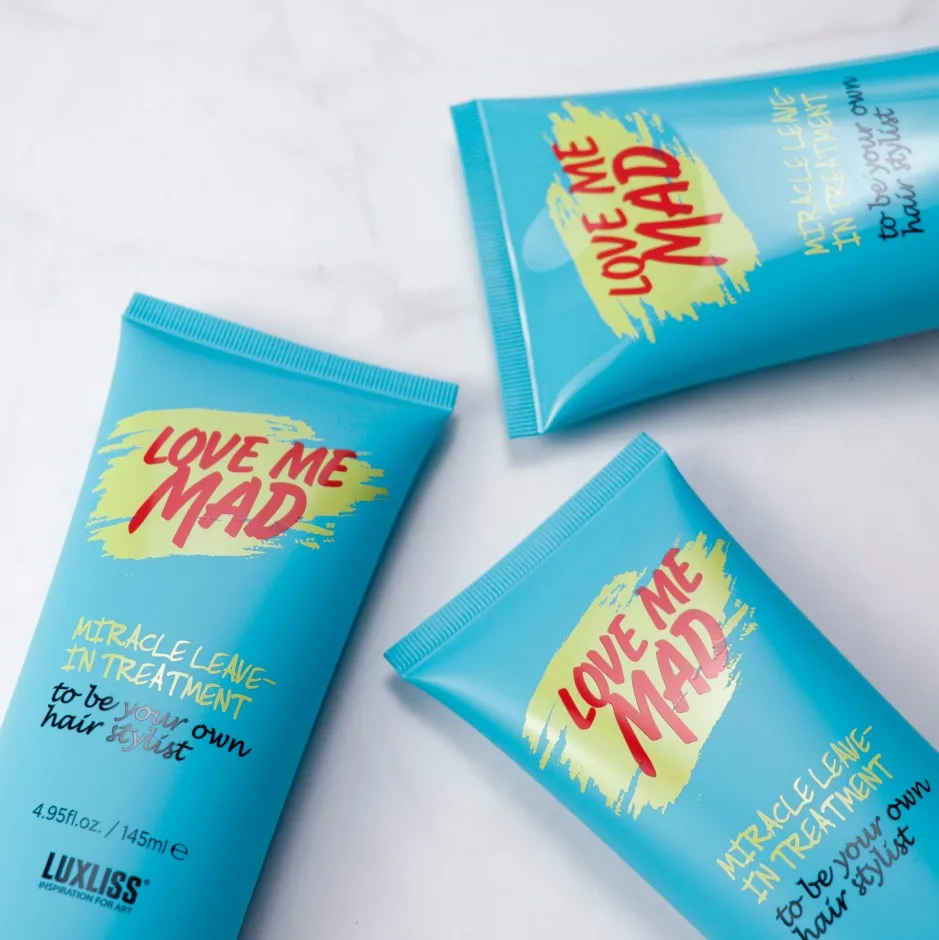 LOVE ME
MAD
MIRACLE LEAVE-
IN TREATMENT
to be your own
hair stylist
LOVE ME
MAD
MIRACLE LEAVE-
IN TREATMENT
to be your own
hair stylist
4.95fl.oz. / 145ml ℮
LUXLISS®
INSPIRATION FOR ART
LOVE ME
MAD
MIRACLE LEAVE-
IN TREATMENT
to be your own
hair stylist